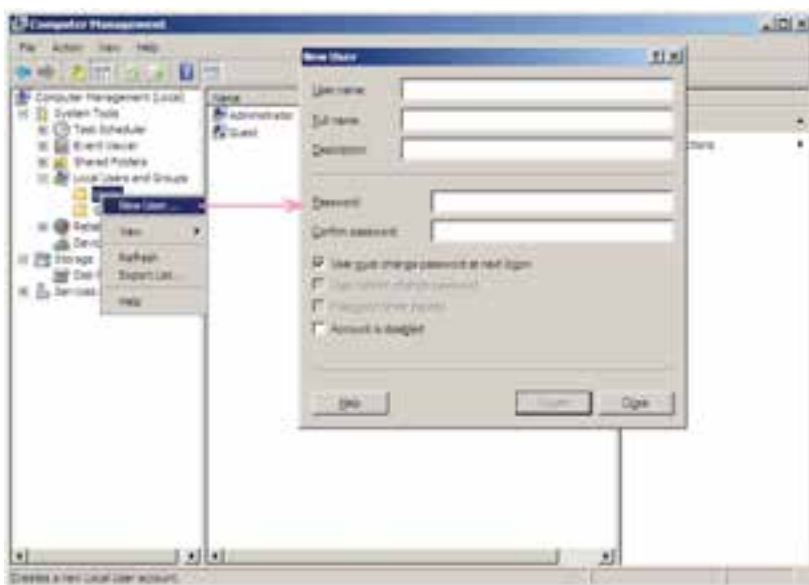 Computer Management
File Action View Help
Computer Management (Local)
System Tools
Task Scheduler
Event Viewer
Shared Folders
Local Users and Groups
Storage
Services
Name
Administrator
Guest
New User...
View
Refresh
Export List...
Help
New User
User name
Full name
Description
Password
Confirm password
User must change password at next logon
User cannot change password
Password never expires
Account is disabled
Help
Create
Close
Creates a new Local User account.